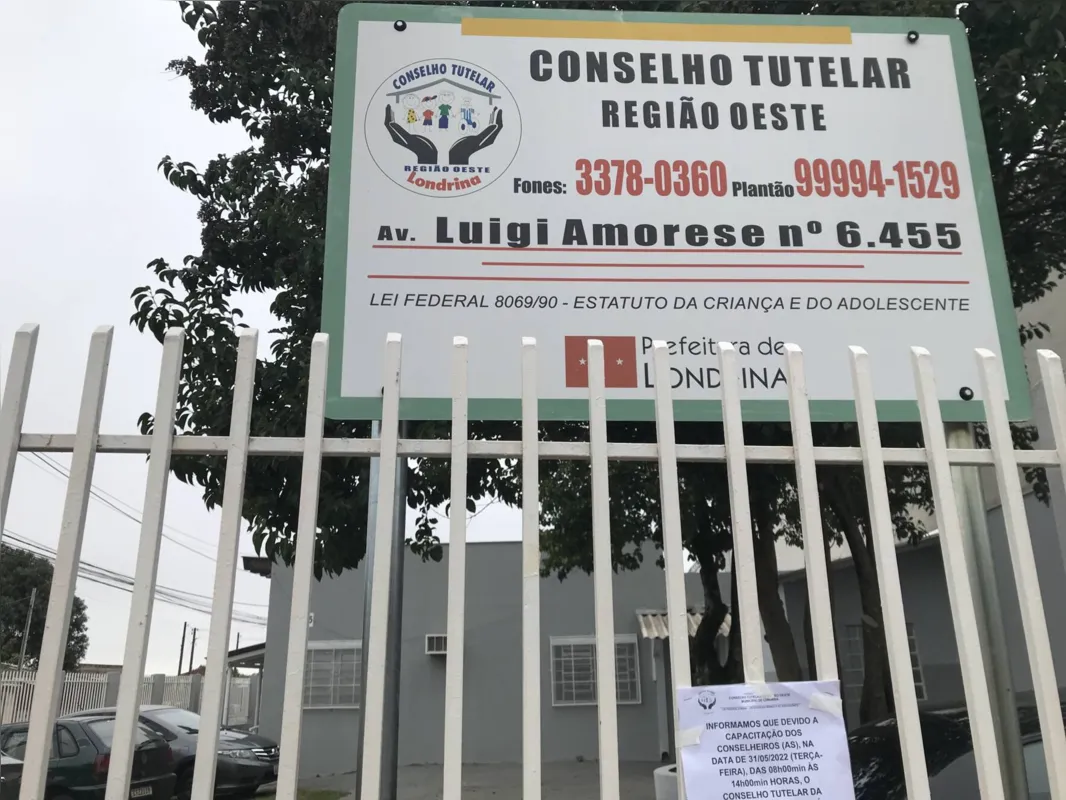 CONSELHO TUTELAR
REGIÃO OESTE
CONSELHO TUTELAR
REGIÃO OESTE
Londrina
Fones: 3378-0360 Plantão 99994-1529
Av. Luigi Amorese nº 6.455
LEI FEDERAL 8069/90 - ESTATUTO DA CRIANÇA E DO ADOLESCENTE
Prefeitura de
LONDRINA
INFORMAMOS QUE DEVIDO A
CAPACITAÇÃO DOS
CONSELHEIROS (AS), NA
DATA DE 31/05/2022 (TERÇA-
FEIRA), DAS 08h00min ÀS
14h00min HORAS, O
CONSELHO TUTELAR DA